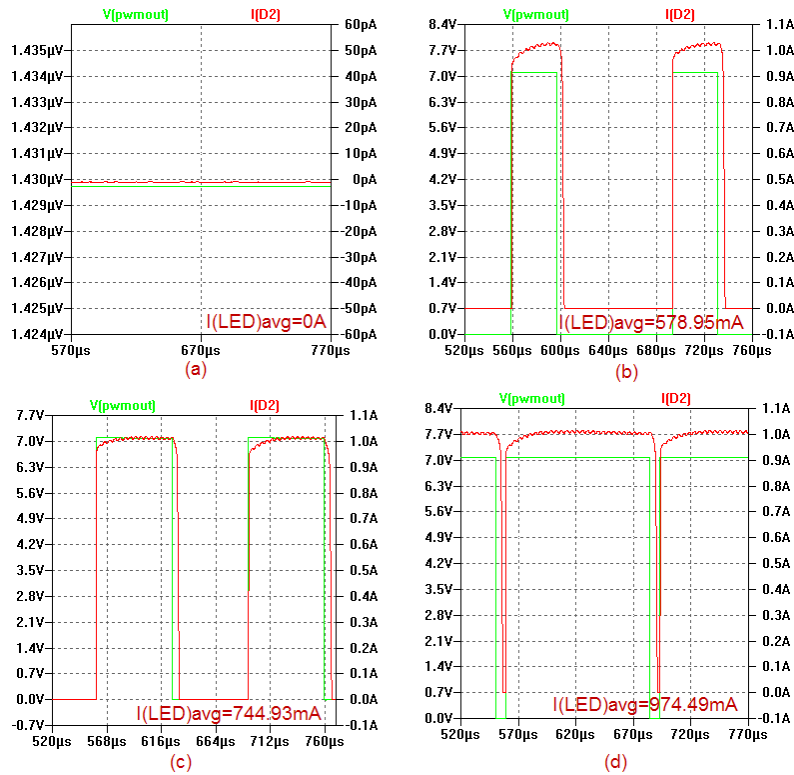 V(pwmout) I(D2)
60pA
1.435µV 50pA
1.434µV 40pA
1.433µV 30pA
1.432µV 20pA
1.431µV 10pA
1.430µV 0pA
1.429µV -10pA
1.428µV -20pA
1.427µV -30pA
1.426µV -40pA
1.425µV -50pA
1.424µV -60pA
I(LED)avg=0A
570µs 670µs 770µs
(a)
V(pwmout) I(D2)
8.4V 1.1A
7.7V 1.0A
7.0V 0.9A
6.3V 0.8A
5.6V 0.7A
4.9V 0.6A
4.2V 0.5A
3.5V 0.4A
2.8V 0.3A
2.1V 0.2A
1.4V 0.1A
0.7V 0.0A
0.0V -0.1A
I(LED)avg=578.95mA
520µs 560µs 600µs 640µs 680µs 720µs 760µs
(b)
V(pwmout) I(D2)
7.7V 1.1A
7.0V 1.0A
6.3V 0.9A
5.6V 0.8A
4.9V 0.7A
4.2V 0.6A
3.5V 0.5A
2.8V 0.4A
2.1V 0.3A
1.4V 0.2A
0.7V 0.1A
0.0V 0.0A
-0.7V -0.1A
I(LED)avg=744.93mA
520µs 568µs 616µs 664µs 712µs 760µs
(c)
V(pwmout) I(D2)
8.4V 1.1A
7.7V 1.0A
7.0V 0.9A
6.3V 0.8A
5.6V 0.7A
4.9V 0.6A
4.2V 0.5A
3.5V 0.4A
2.8V 0.3A
2.1V 0.2A
1.4V 0.1A
0.7V 0.0A
0.0V -0.1A
I(LED)avg=974.49mA
520µs 570µs 620µs 670µs 720µs 770µs
(d)